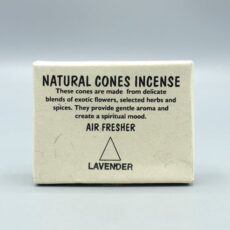 NATURAL CONES INCENSE
These cones are made from delicate
blends of exotic flowers, selected herbs and
spices. They provide gentle aroma and
create a spiritual mood.
AIR FRESHER
LAVENDER